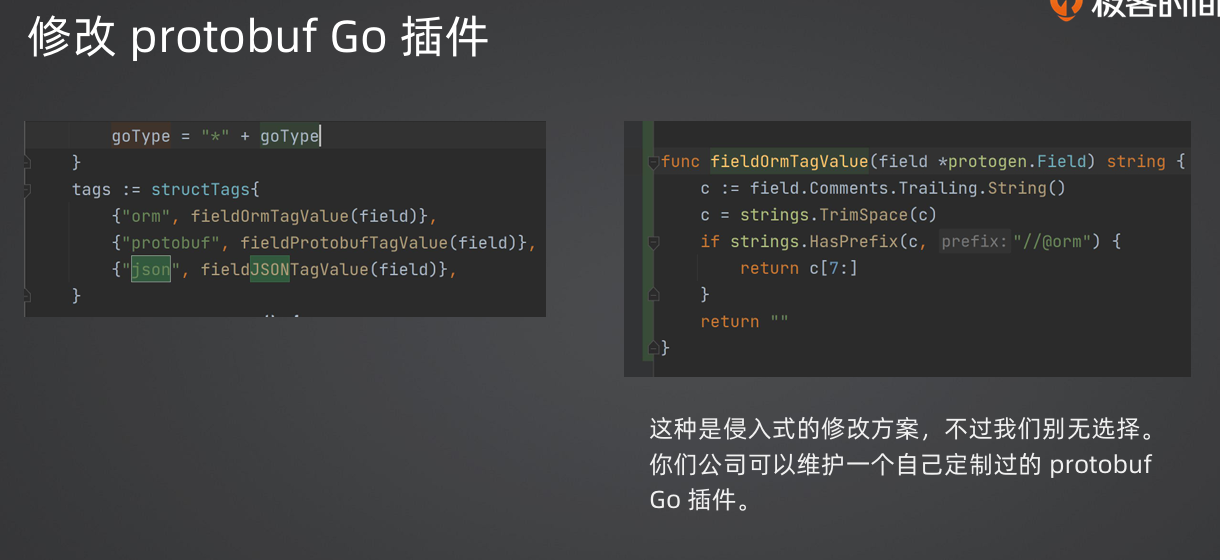 修改 protobuf Go 插件
极客时间
goType = "*" + goType
}
tags := structTags{
{"orm", fieldOrmTagValue(field)},
{"protobuf", fieldProtobufTagValue(field)},
{"json", fieldJSONTagValue(field)},
}
func fieldOrmTagValue(field *protogen.Field) string {
c := field.Comments.Trailing.String()
c = strings.TrimSpace(c)
if strings.HasPrefix(c, prefix: "//@orm") {
return c[7:]
}
return ""
}
这种是侵入式的修改方案，不过我们别无选择。
你们公司可以维护一个自己定制过的 protobuf
Go 插件。